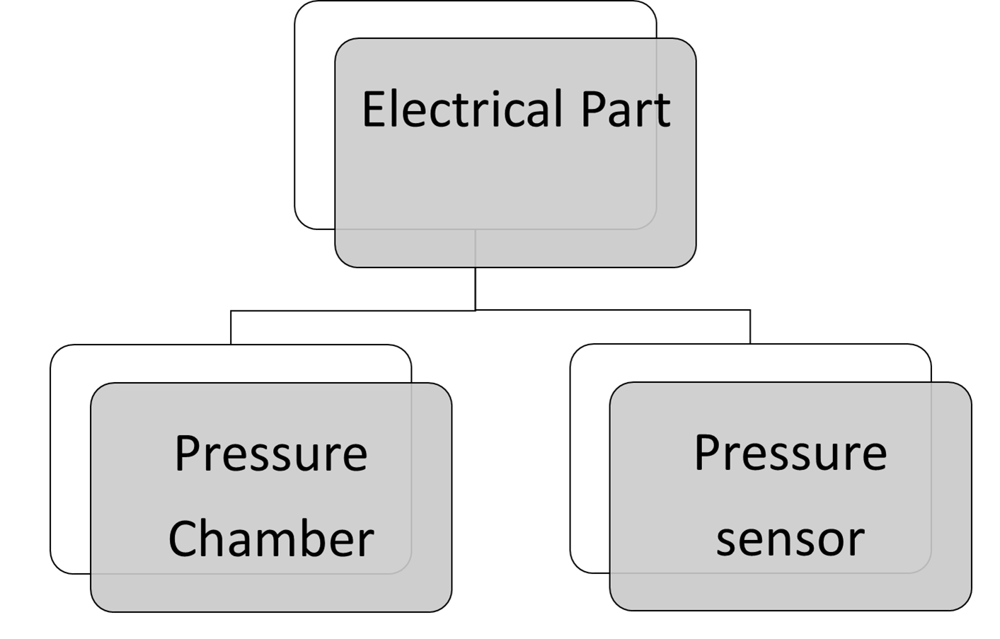 Electrical Part
Pressure
Chamber
Pressure
sensor